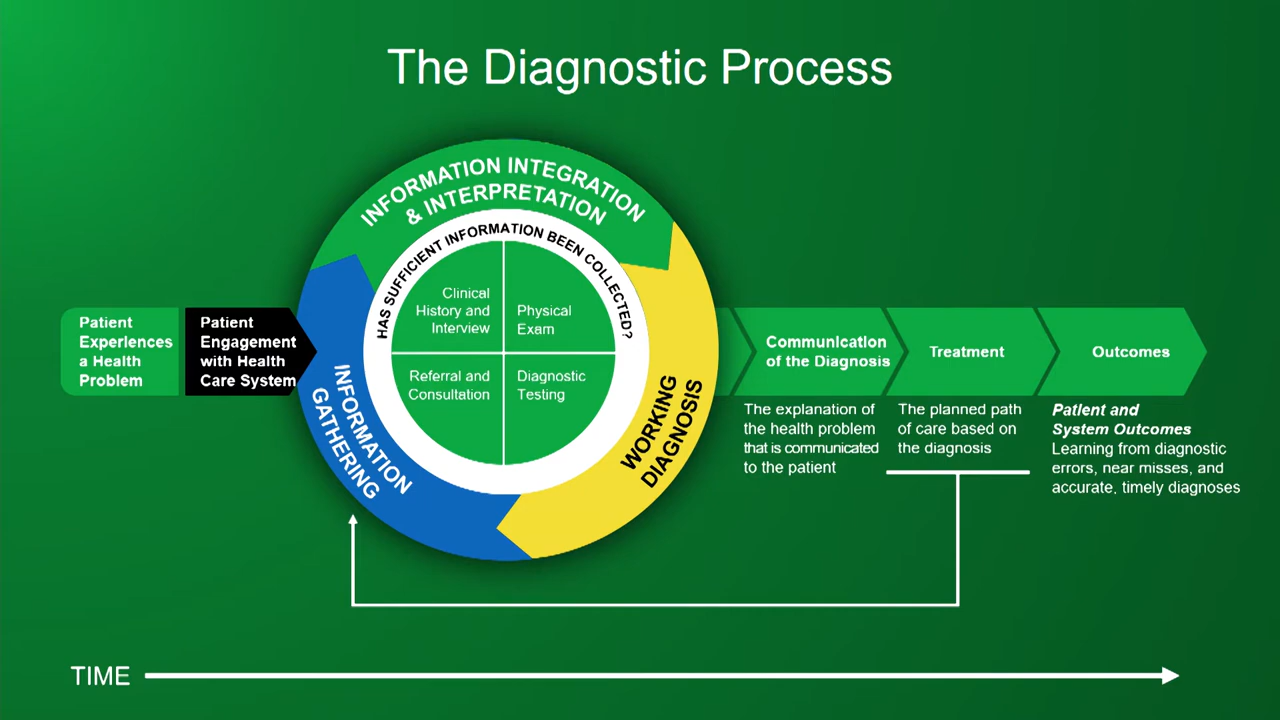 The Diagnostic Process
INFORMATION INTEGRATION
& INTERPRETATION
HAS SUFFICIENT INFORMATION BEEN COLLECTED?
Clinical
History and
Interview
Physical
Exam
Referral and
Consultation
Diagnostic
Testing
INFORMATION
GATHERING
WORKING
DIAGNOSIS
Patient
Experiences
a Health
Problem
Patient
Engagement
with Health
Care System
Communication
of the Diagnosis
The explanation of
the health problem
that is communicated
to the patient
Treatment
The planned path
of care based on
the diagnosis
Outcomes
Patient and
System Outcomes
Learning from diagnostic
errors, near misses, and
accurate, timely diagnoses
TIME